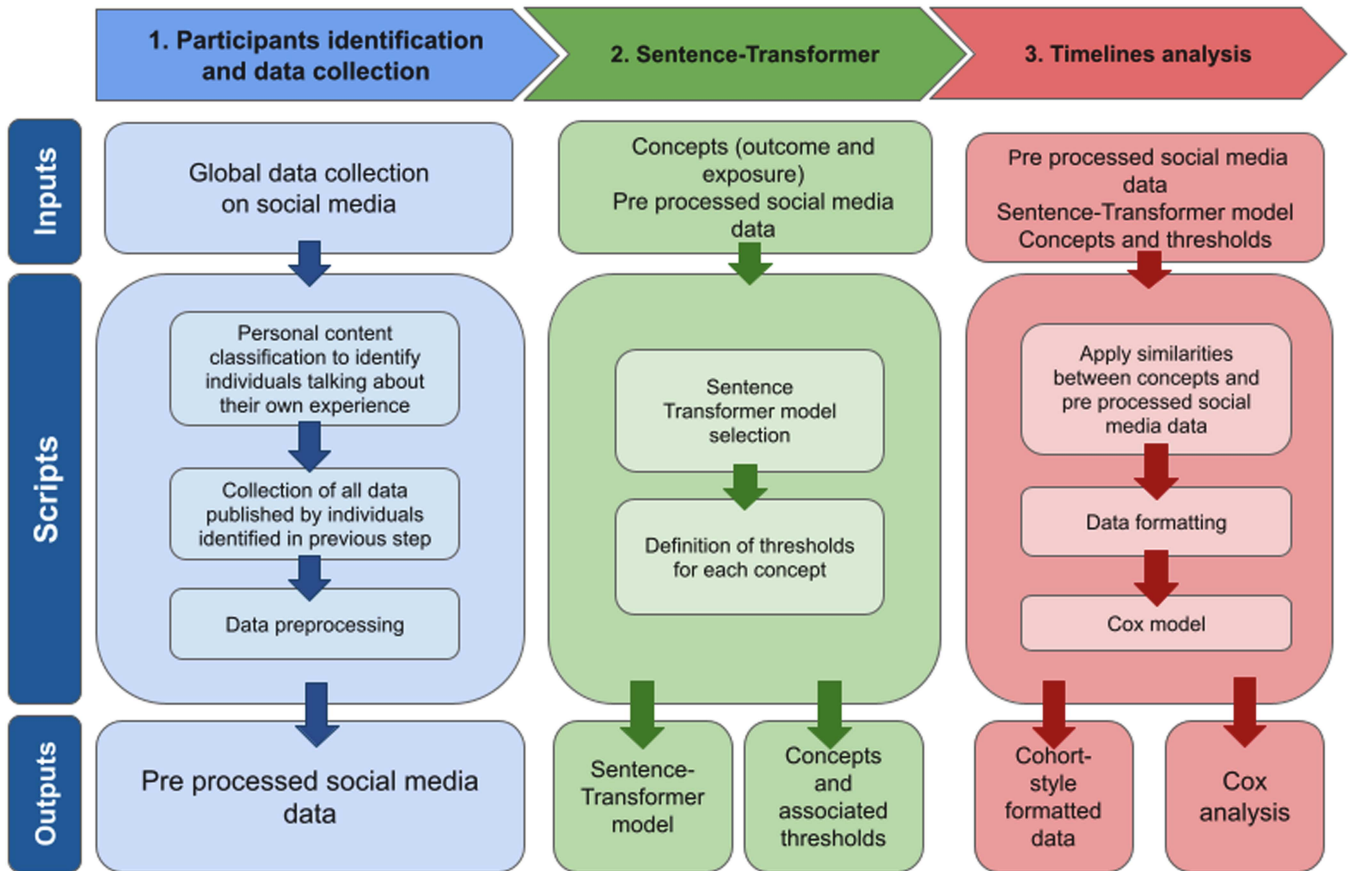 1. Participants identification
and data collection
2. Sentence-Transformer
3. Timelines analysis
Inputs
Global data collection
on social media
Concepts (outcome and
exposure)
Pre processed social media
data
Pre processed social media
data
Sentence-Transformer model
Concepts and thresholds
Scripts
Personal content
classification to identify
individuals talking about
their own experience
Collection of all data
published by individuals
identified in previous step
Data preprocessing
Sentence
Transformer model
selection
Definition of thresholds
for each concept
Apply similarities
between concepts and
pre processed social
media data
Data formatting
Cox model
Outputs
Pre processed social media
data
Sentence-
Transformer
model
Concepts
and
associated
thresholds
Cohort-
style
formatted
data
Cox
analysis